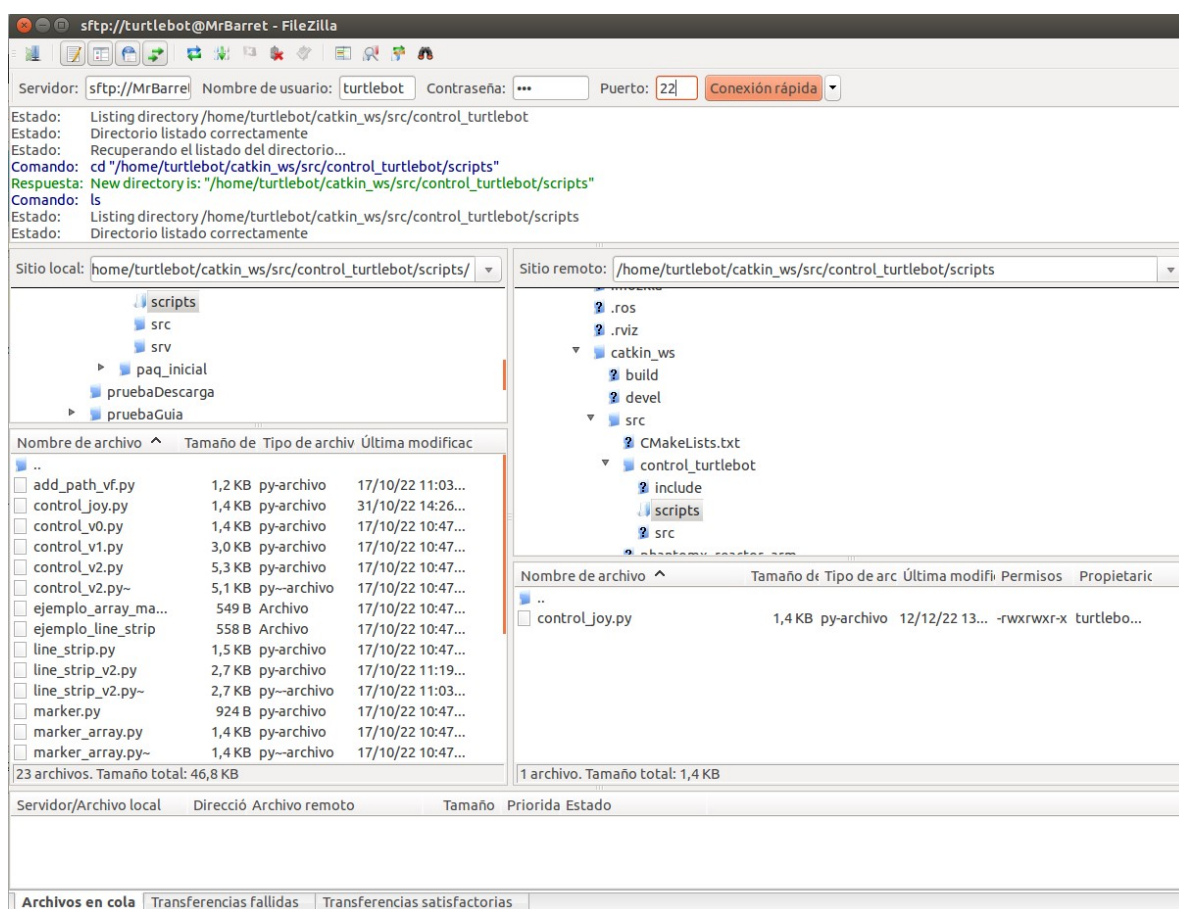 sftp://turtlebot@MrBarret - FileZilla
Servidor: sftp://MrBarret Nombre de usuario: turtlebot Contraseña: ••• Puerto: 22 Conexión rápida
Estado: Listing directory /home/turtlebot/catkin_ws/src/control_turtlebot
Estado: Directorio listado correctamente
Estado: Recuperando el listado del directorio...
Comando: cd "/home/turtlebot/catkin_ws/src/control_turtlebot/scripts"
Respuesta: New directory is: "/home/turtlebot/catkin_ws/src/control_turtlebot/scripts"
Comando: ls
Estado: Listing directory /home/turtlebot/catkin_ws/src/control_turtlebot/scripts
Estado: Directorio listado correctamente
Sitio local: home/turtlebot/catkin_ws/src/control_turtlebot/scripts/
scripts
src
srv
paq_inicial
pruebaDescarga
pruebaGuia
Nombre de archivo Tamaño de Tipo de archiv Última modificac
..
add_path_vf.py 1,2 KB py-archivo 17/10/22 11:03...
control_joy.py 1,4 KB py-archivo 31/10/22 14:26...
control_v0.py 1,4 KB py-archivo 17/10/22 10:47...
control_v1.py 3,0 KB py-archivo 17/10/22 10:47...
control_v2.py 5,3 KB py-archivo 17/10/22 10:47...
control_v2.py~ 5,1 KB py~-archivo 17/10/22 10:47...
ejemplo_array_ma... 549 B Archivo 17/10/22 10:47...
ejemplo_line_strip 558 B Archivo 17/10/22 10:47...
line_strip.py 1,5 KB py-archivo 17/10/22 10:47...
line_strip_v2.py 2,7 KB py-archivo 17/10/22 11:19...
line_strip_v2.py~ 2,7 KB py~-archivo 17/10/22 11:03...
marker.py 924 B py-archivo 17/10/22 10:47...
marker_array.py 1,4 KB py-archivo 17/10/22 10:47...
marker_array.py~ 1,4 KB py~-archivo 17/10/22 10:47...
23 archivos. Tamaño total: 46,8 KB
Sitio remoto: /home/turtlebot/catkin_ws/src/control_turtlebot/scripts
.ros
.rviz
catkin_ws
build
devel
src
CMakeLists.txt
control_turtlebot
include
scripts
src
Nombre de archivo Tamaño de Tipo de arc Última modifi Permisos Propietaric
..
control_joy.py 1,4 KB py-archivo 12/12/22 13... -rwxrwxr-x turtlebo...
1 archivo. Tamaño total: 1,4 KB
Servidor/Archivo local Direcció Archivo remoto Tamaño Priorida Estado
Archivos en cola Transferencias fallidas Transferencias satisfactorias